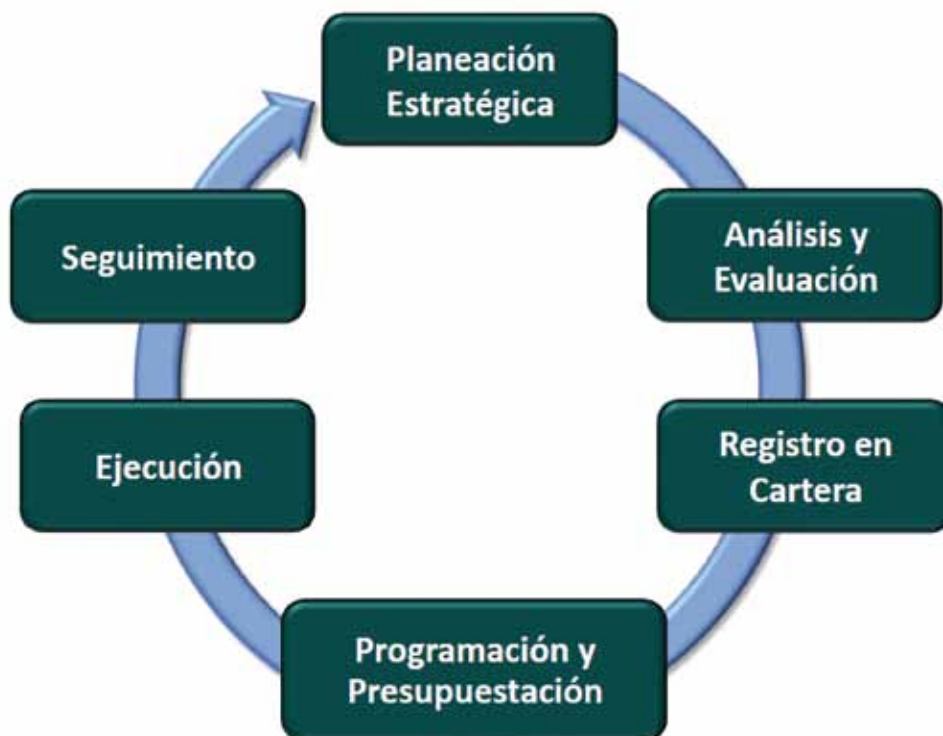 Planeación
Estratégica
Análisis y
Evaluación
Registro en
Cartera
Programación y
Presupuestación
Ejecución
Seguimiento